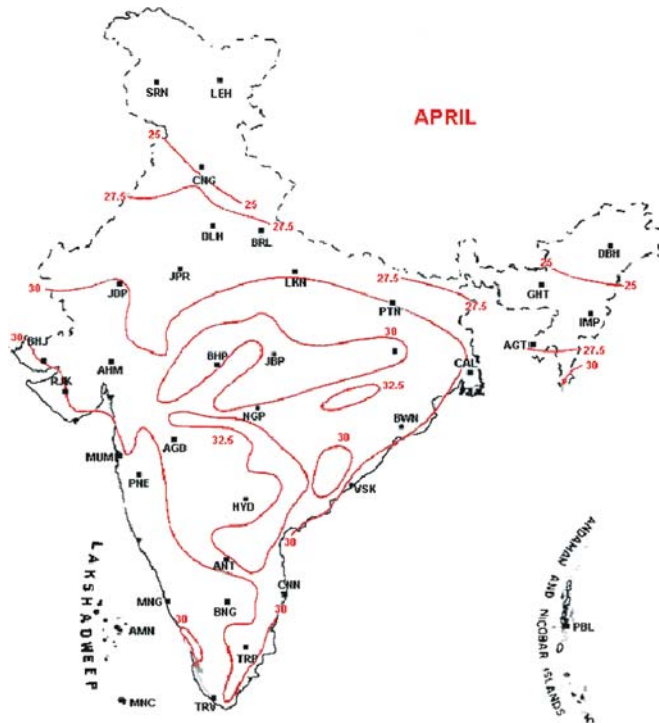 SRN
LEH
APRIL
25
CNG
27.5
25
27.5
DLH
BRL
DBH
25
JPR
LKN
27.5
30
JDP
GHT
25
27.5
PTN
IMP
30
BHJ
30
AGT
27.5
AHM
BHP
JBP
CAL
30
RJK
32.5
NGP
BWN
32.5
AGB
30
MUM
PNE
HYD
VSK
30
ANT
CNN
MNG
BNG
30
30
AMN
TRP
PBL
MNC
TRV
LAKSHADWEEP
ANDAMAN AND NICOBAR ISLANDS